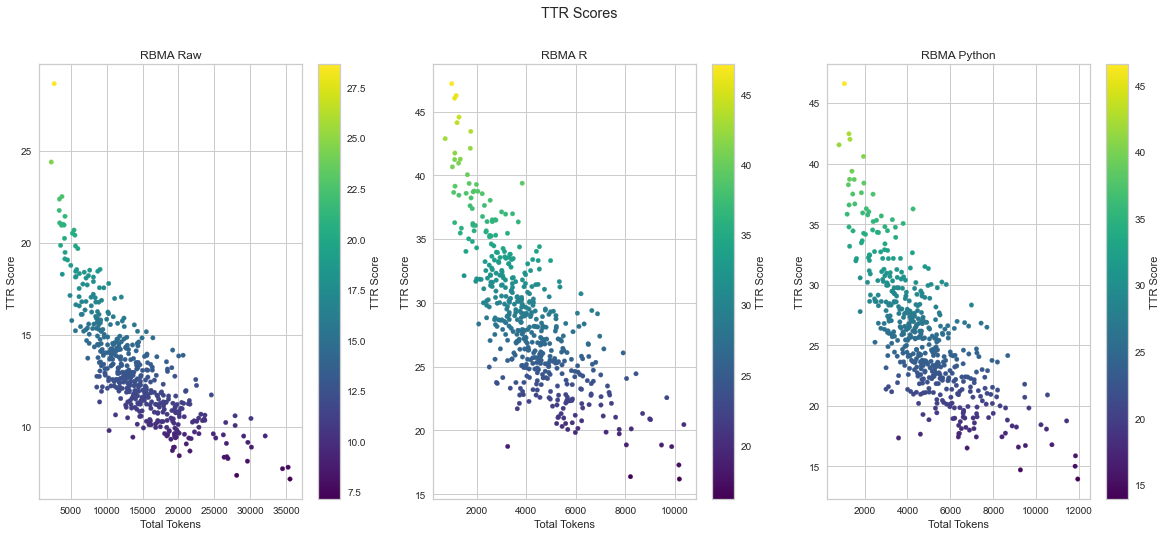 TTR Scores
RBMA Raw
TTR Score
25
20
15
10
5000 10000 15000 20000 25000 30000 35000
Total Tokens
27.5
25.0
22.5
20.0
17.5
15.0
12.5
10.0
7.5
TTR Score
RBMA R
TTR Score
45
40
35
30
25
20
15
2000 4000 6000 8000 10000
Total Tokens
45
40
35
30
25
20
TTR Score
RBMA Python
TTR Score
45
40
35
30
25
20
15
2000 4000 6000 8000 10000 12000
Total Tokens
45
40
35
30
25
20
15
TTR Score